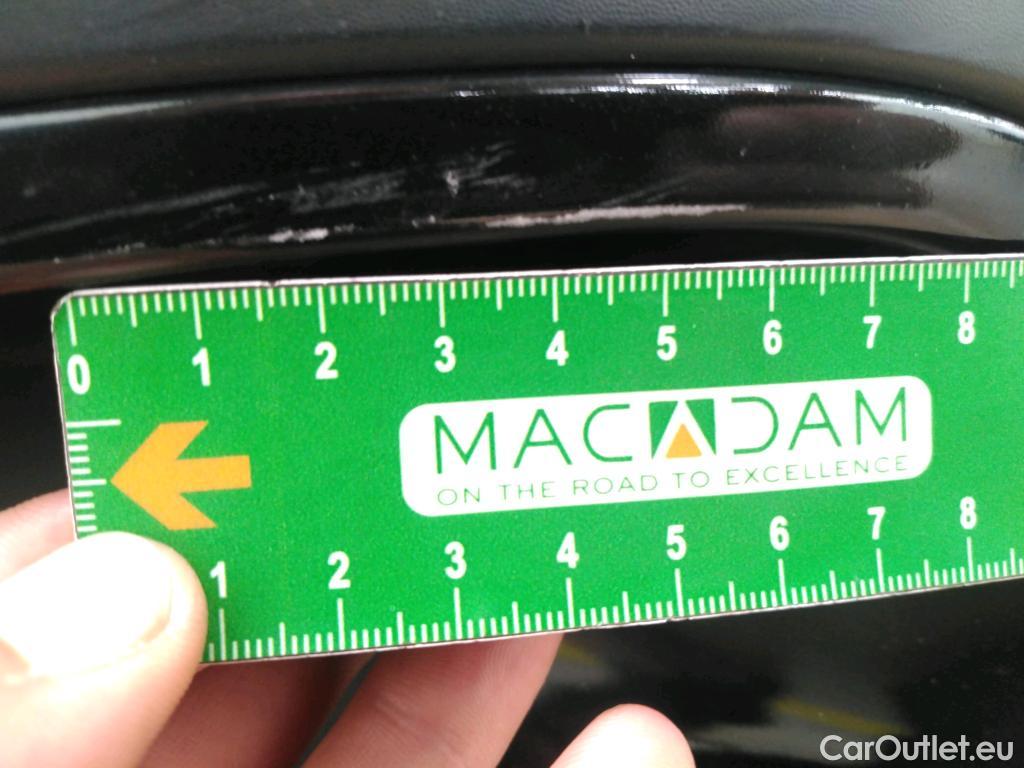 0 1 2 3 4 5 6 7 8
MACADAM
ON THE ROAD TO EXCELLENCE
1 2 3 4 5 6 7 8
CarOutlet.eu